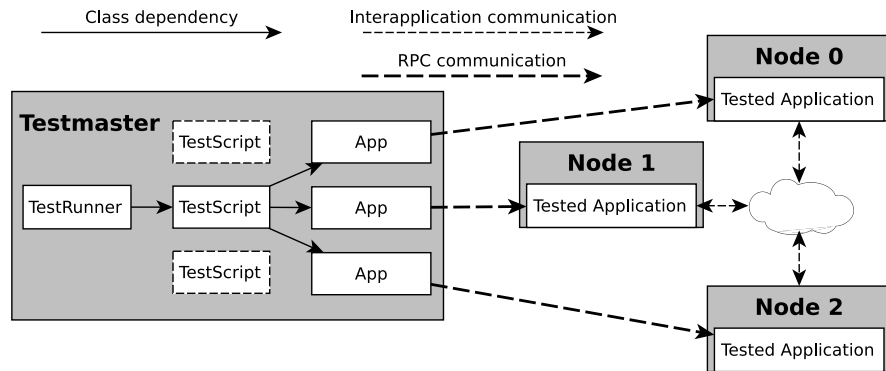 Class dependency
Interapplication communication
RPC communication
Node 0
Tested Application
Testmaster
TestScript
App
Node 1
TestRunner
TestScript
App
Tested Application
TestScript
App
Node 2
Tested Application